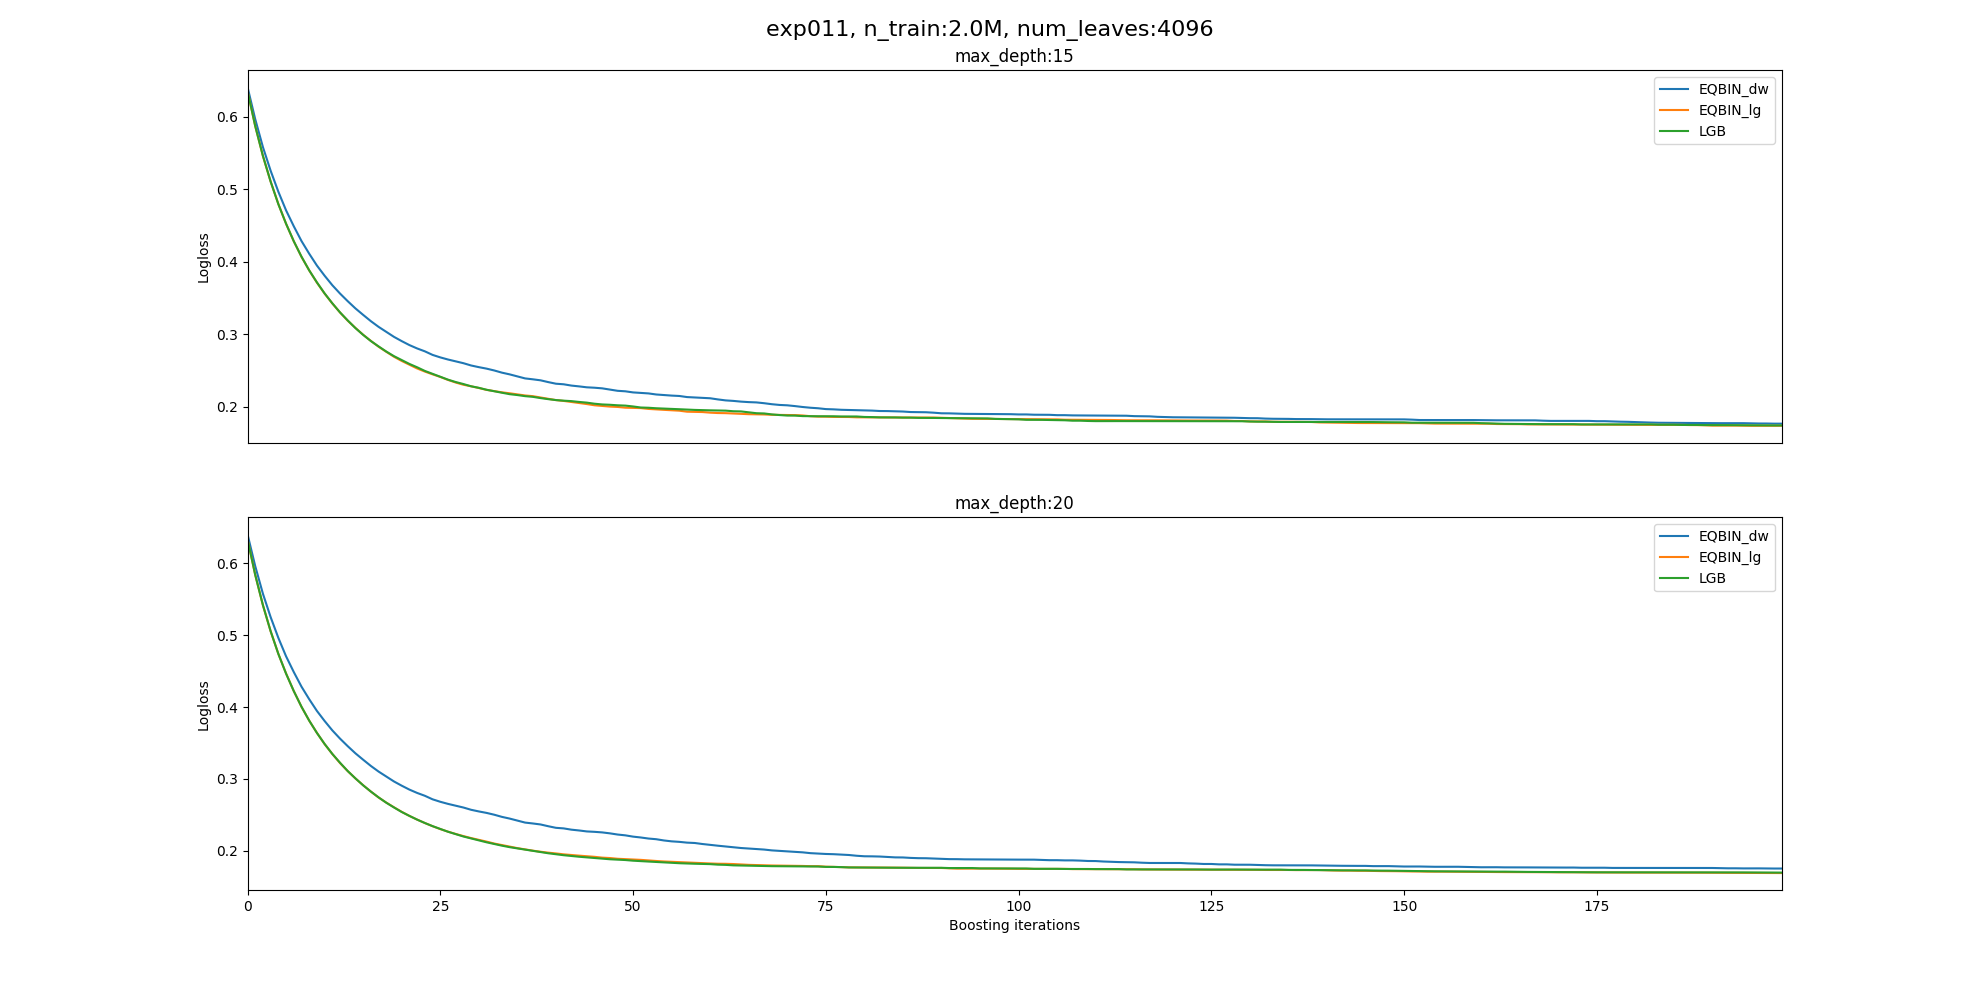 exp011, n_train:2.0M, num_leaves:4096
max_depth:15
EQBIN_dw
EQBIN_lg
LGB
0.6
0.5
0.4
0.3
0.2
Logloss
max_depth:20
EQBIN_dw
EQBIN_lg
LGB
0.6
0.5
0.4
0.3
0.2
Logloss
0 25 50 75 100 125 150 175
Boosting iterations